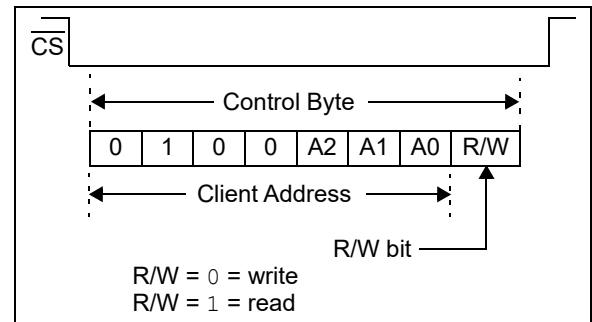 CS
Control Byte
0 1 0 0 A2 A1 A0 R/W
Client Address
R/W bit
R/W = 0 = write
R/W = 1 = read